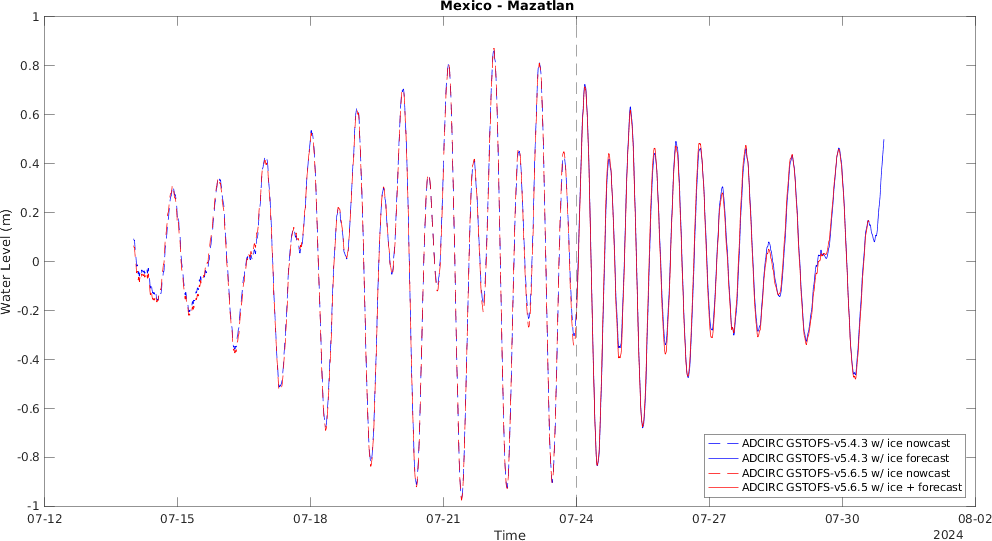 Mexico - Mazatlan
1
0.8
0.6
0.4
0.2
0
-0.2
-0.4
-0.6
-0.8
-1
Water Level (m)
07-12 07-15 07-18 07-21 07-24 07-27 07-30 08-02
Time
2024
ADCIRC GSTOFS-v5.4.3 w/ ice nowcast
ADCIRC GSTOFS-v5.4.3 w/ ice forecast
ADCIRC GSTOFS-v5.6.5 w/ ice nowcast
ADCIRC GSTOFS-v5.6.5 w/ ice + forecast